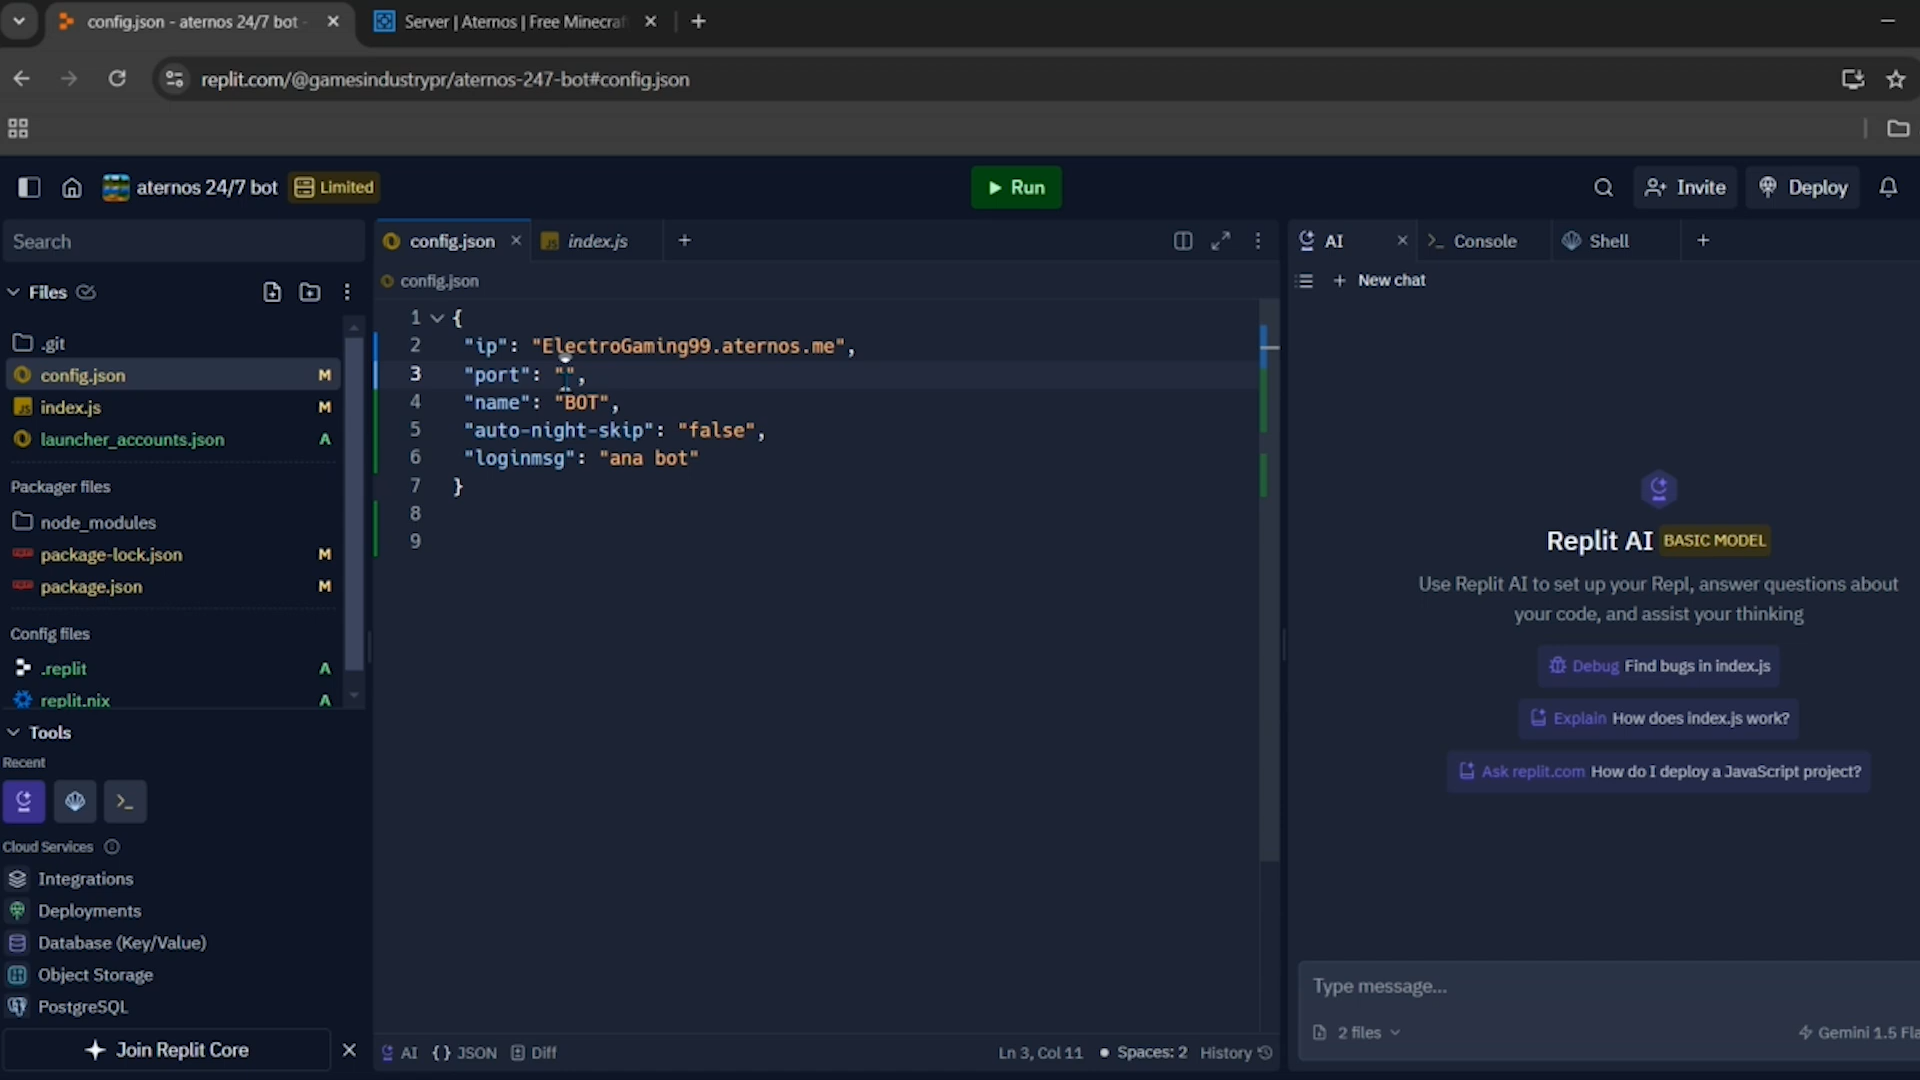 config.json - aternos 24/7 bot -
Server | Aternos | Free Minecra
replit.com/@gamesindustrypr/aternos-247-bot#config.json
aternos 24/7 bot
Limited
Run
Invite
Deploy
Search
config.json
index.js
AI
Console
Shell
Files
config.json
New chat
.git
config.json M
index.js M
launcher_accounts.json A
Packager files
node_modules
package-lock.json M
package.json M
Config files
.replit A
replit.nix A
1 {
2 "ip": "ElectroGaming99.aternos.me",
3 "port": "",
4 "name": "BOT",
5 "auto-night-skip": "false",
6 "loginmsg": "ana bot"
7 }
8
9
Replit AI BASIC MODEL
Use Replit AI to set up your Repl, answer questions about
your code, and assist your thinking
Debug Find bugs in index.js
Explain How does index.js work?
Ask replit.com How do I deploy a JavaScript project?
Tools
Recent
Cloud Services
Integrations
Deployments
Database (Key/Value)
Object Storage
PostgreSQL
Join Replit Core
Type message...
2 files
Gemini 1.5 Fla
AI
{} JSON
Diff
Ln 3, Col 11
Spaces: 2
History